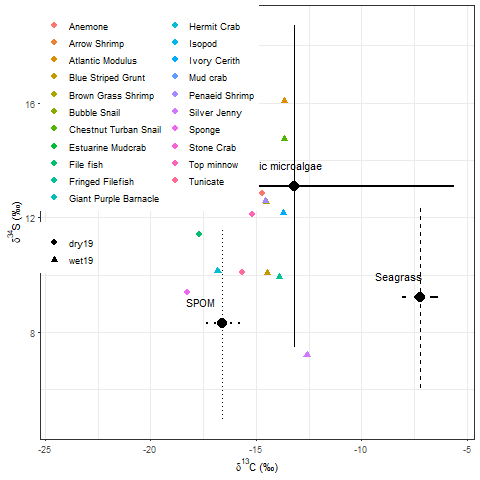 Anemone
Arrow Shrimp
Atlantic Modulus
Blue Striped Grunt
Brown Grass Shrimp
Bubble Snail
Chestnut Turban Snail
Estuarine Mudcrab
File fish
Fringed Filefish
Giant Purple Barnacle
Hermit Crab
Isopod
Ivory Cerith
Mud crab
Penaeid Shrimp
Silver Jenny
Sponge
Stone Crab
Top minnow
Tunicate
dry19
wet19
ic microalgae
Seagrass
SPOM
16
12
8
δ34S (‰)
-25
-20
-15
-10
-5
δ13C (‰)